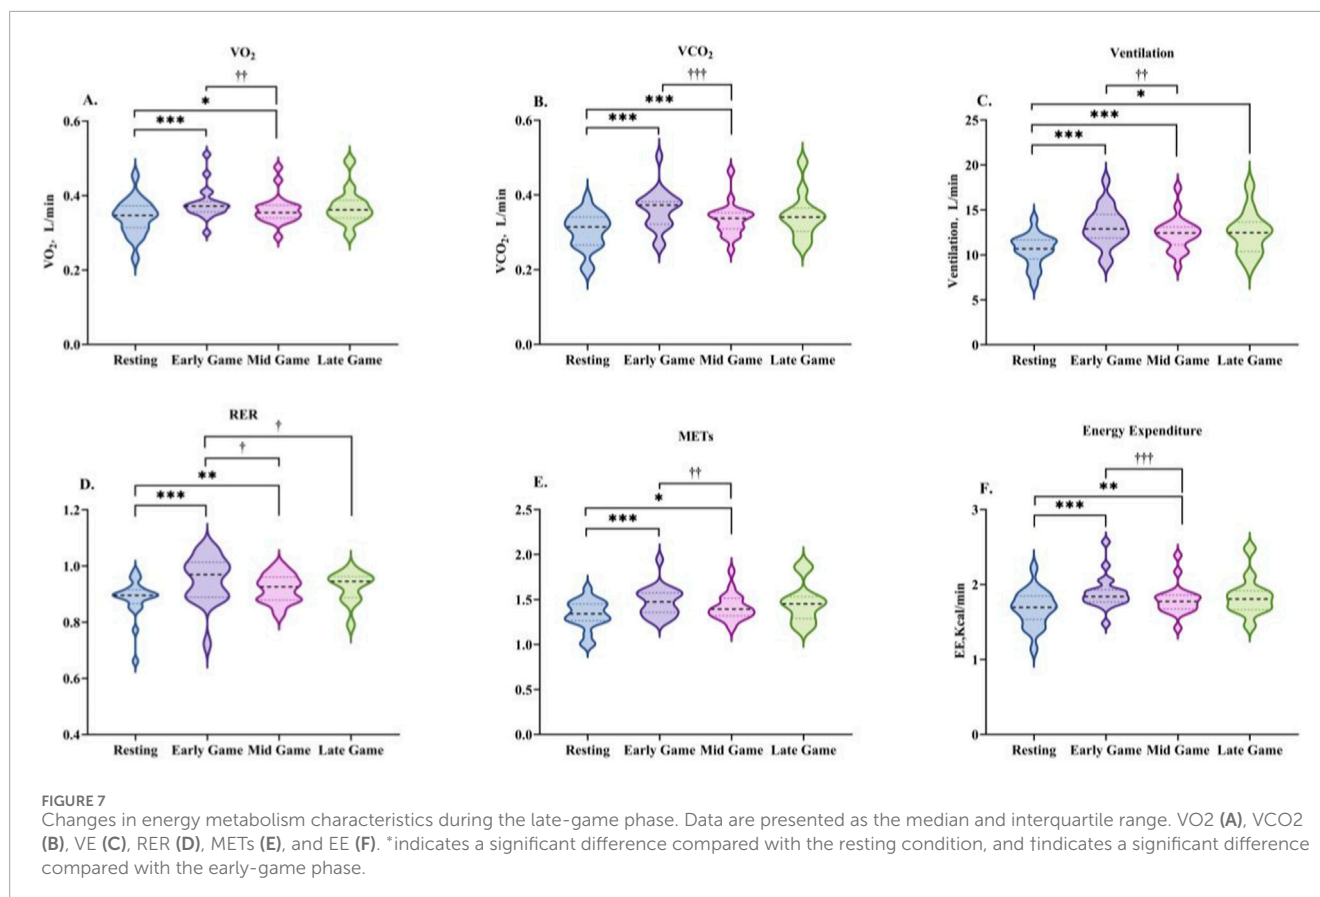 VO₂
††
A.
*
***
0.6
0.4
0.2
0.0
VO₂, L/min
Resting Early Game Mid Game Late Game
VCO₂
†††
B.
***
***
0.6
0.4
0.2
0.0
VCO₂, L/min
Resting Early Game Mid Game Late Game
Ventilation
††
*
C.
***
***
25
20
15
10
5
0
Ventilation, L/min
Resting Early Game Mid Game Late Game
RER
†
†
**
D.
***
1.2
1.0
0.8
0.6
0.4
Resting Early Game Mid Game Late Game
METs
††
E.
*
***
2.5
2.0
1.5
1.0
0.5
0.0
Resting Early Game Mid Game Late Game
Energy Expenditure
†††
F.
**
***
3
2
1
0
EE,Kcal/min
Resting Early Game Mid Game Late Game
FIGURE 7
Changes in energy metabolism characteristics during the late-game phase. Data are presented as the median and interquartile range. VO2 (A), VCO2
(B), VE (C), RER (D), METs (E), and EE (F). *indicates a significant difference compared with the resting condition, and †indicates a significant difference
compared with the early-game phase.